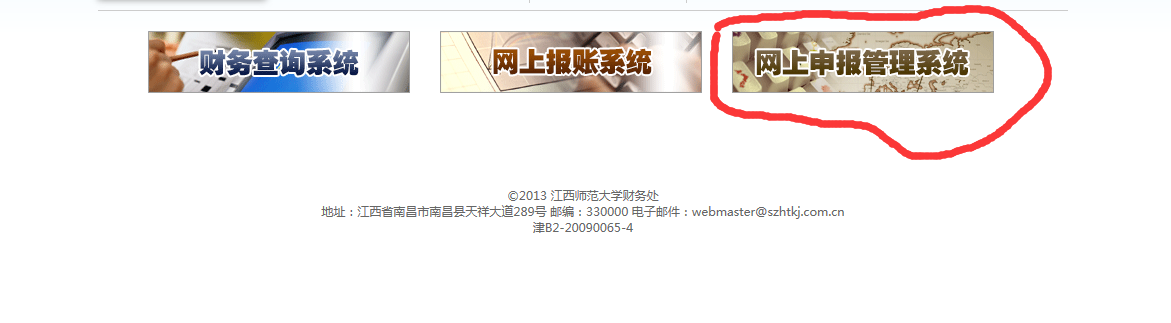 财务查询系统 网上报账系统 网上申报管理系统
©2013 江西师范大学财务处
地址：江西省南昌市南昌县天祥大道289号 邮编：330000 电子邮件：webmaster@szhtkj.com.cn
津B2-20090065-4